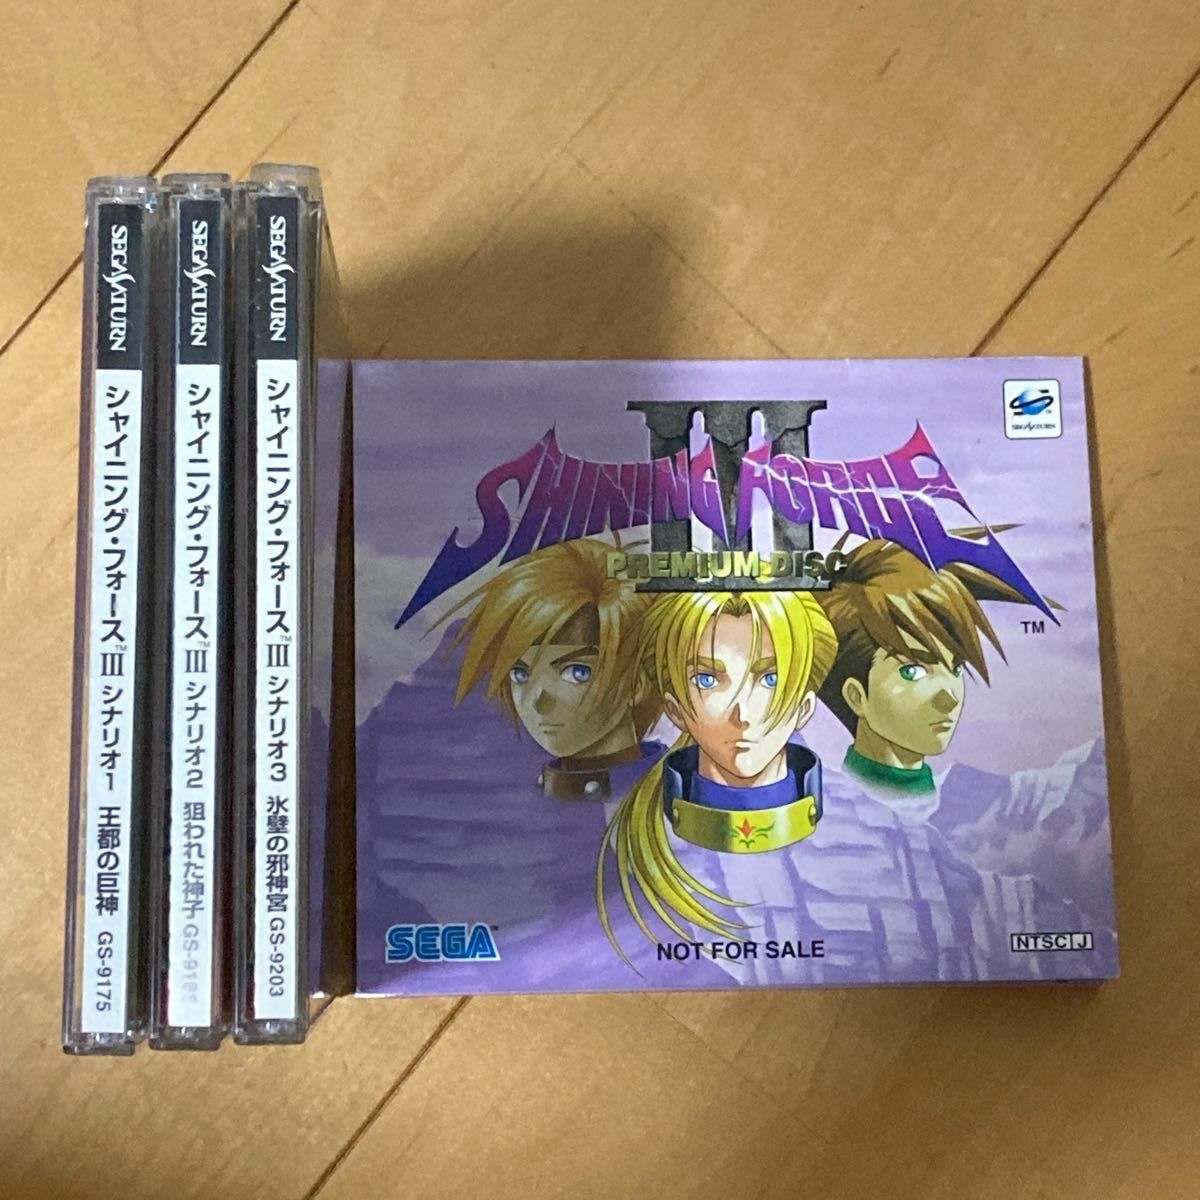 SEGA SATURN
シャイニング・フォース™ III シナリオ1 王都の巨神 GS-9175
SEGA SATURN
シャイニング・フォース™ III シナリオ2 狙われた神子
SEGA SATURN
シャイニング・フォース™ III シナリオ3 氷壁の邪神宮 GS-9203
SEGA SATURN
III
SHINING FORCE
PREMIUM DISC
TM
SEGA™
NOT FOR SALE
NTSC J